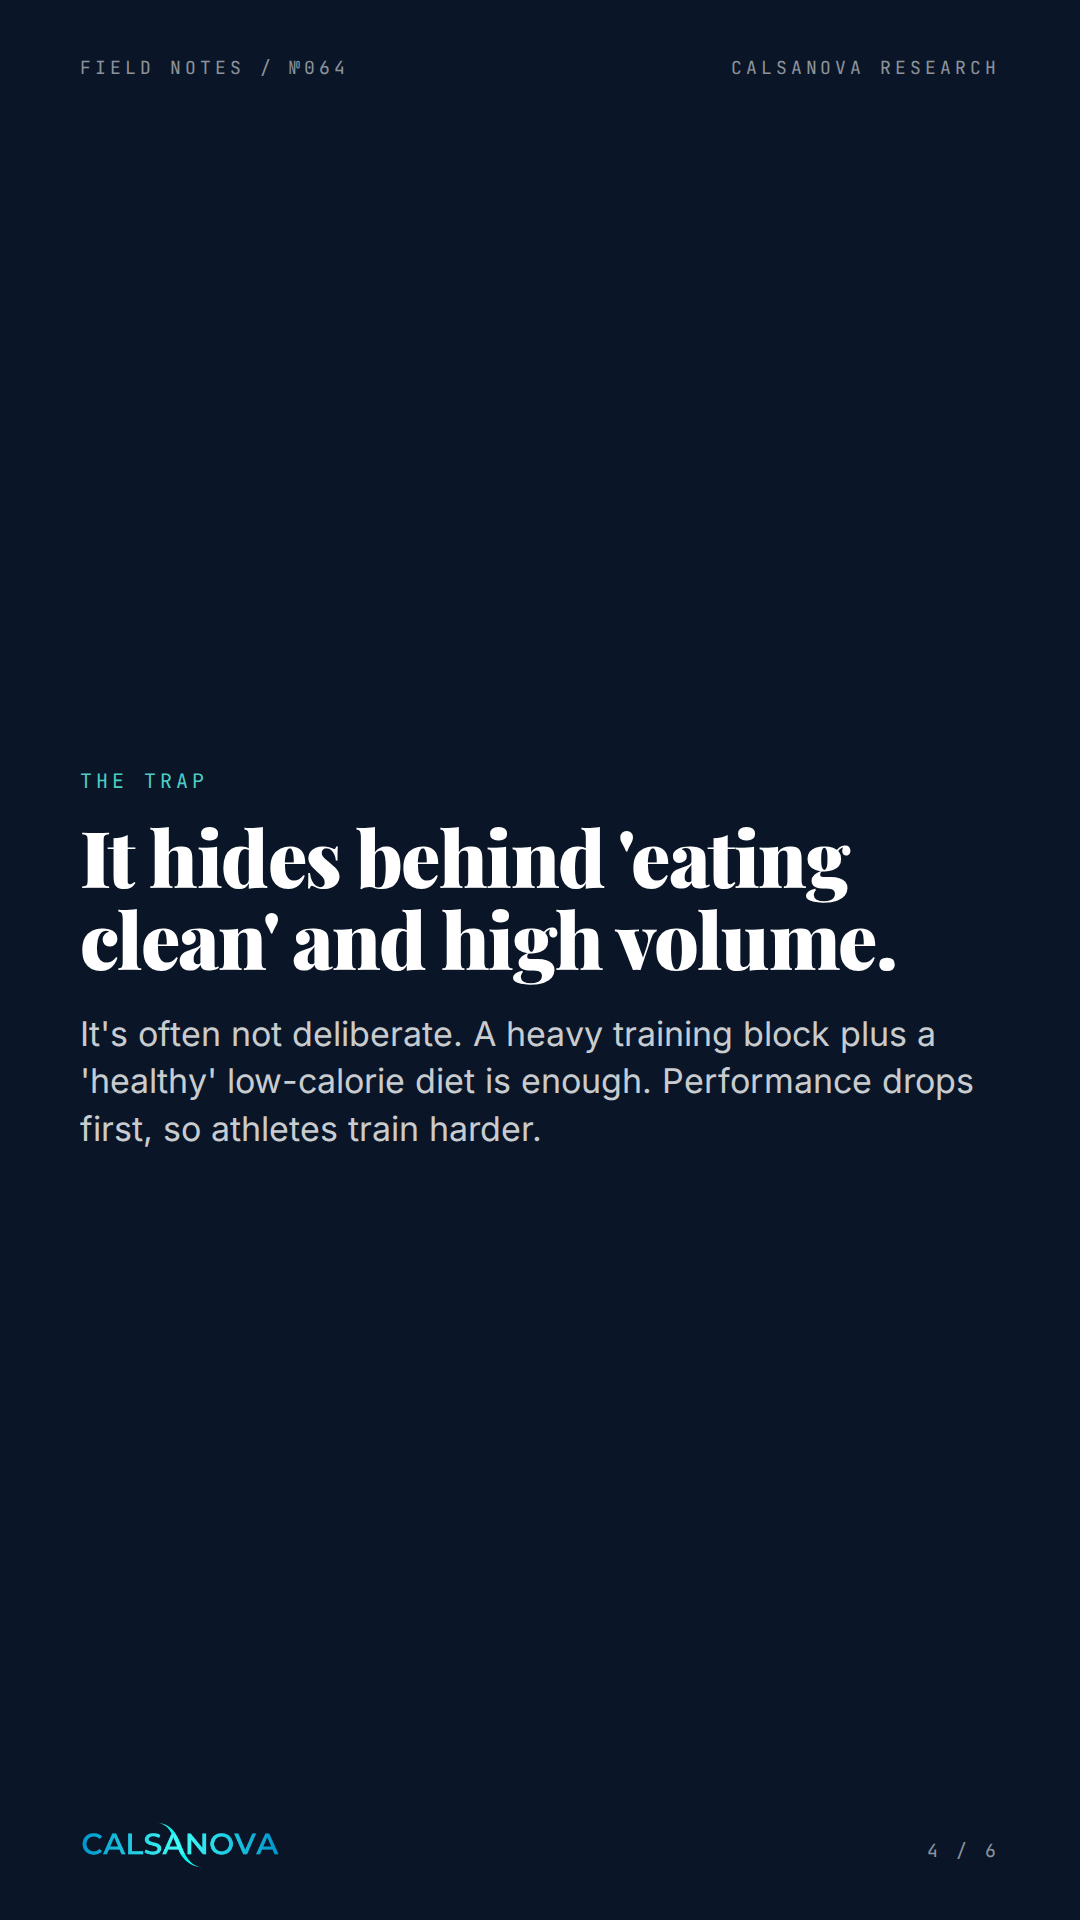 FIELD NOTES / №064
CALSANOVA RESEARCH
THE TRAP
It hides behind 'eating
clean' and high volume.
It's often not deliberate. A heavy training block plus a
'healthy' low-calorie diet is enough. Performance drops
first, so athletes train harder.
CALSANOVA
4 / 6